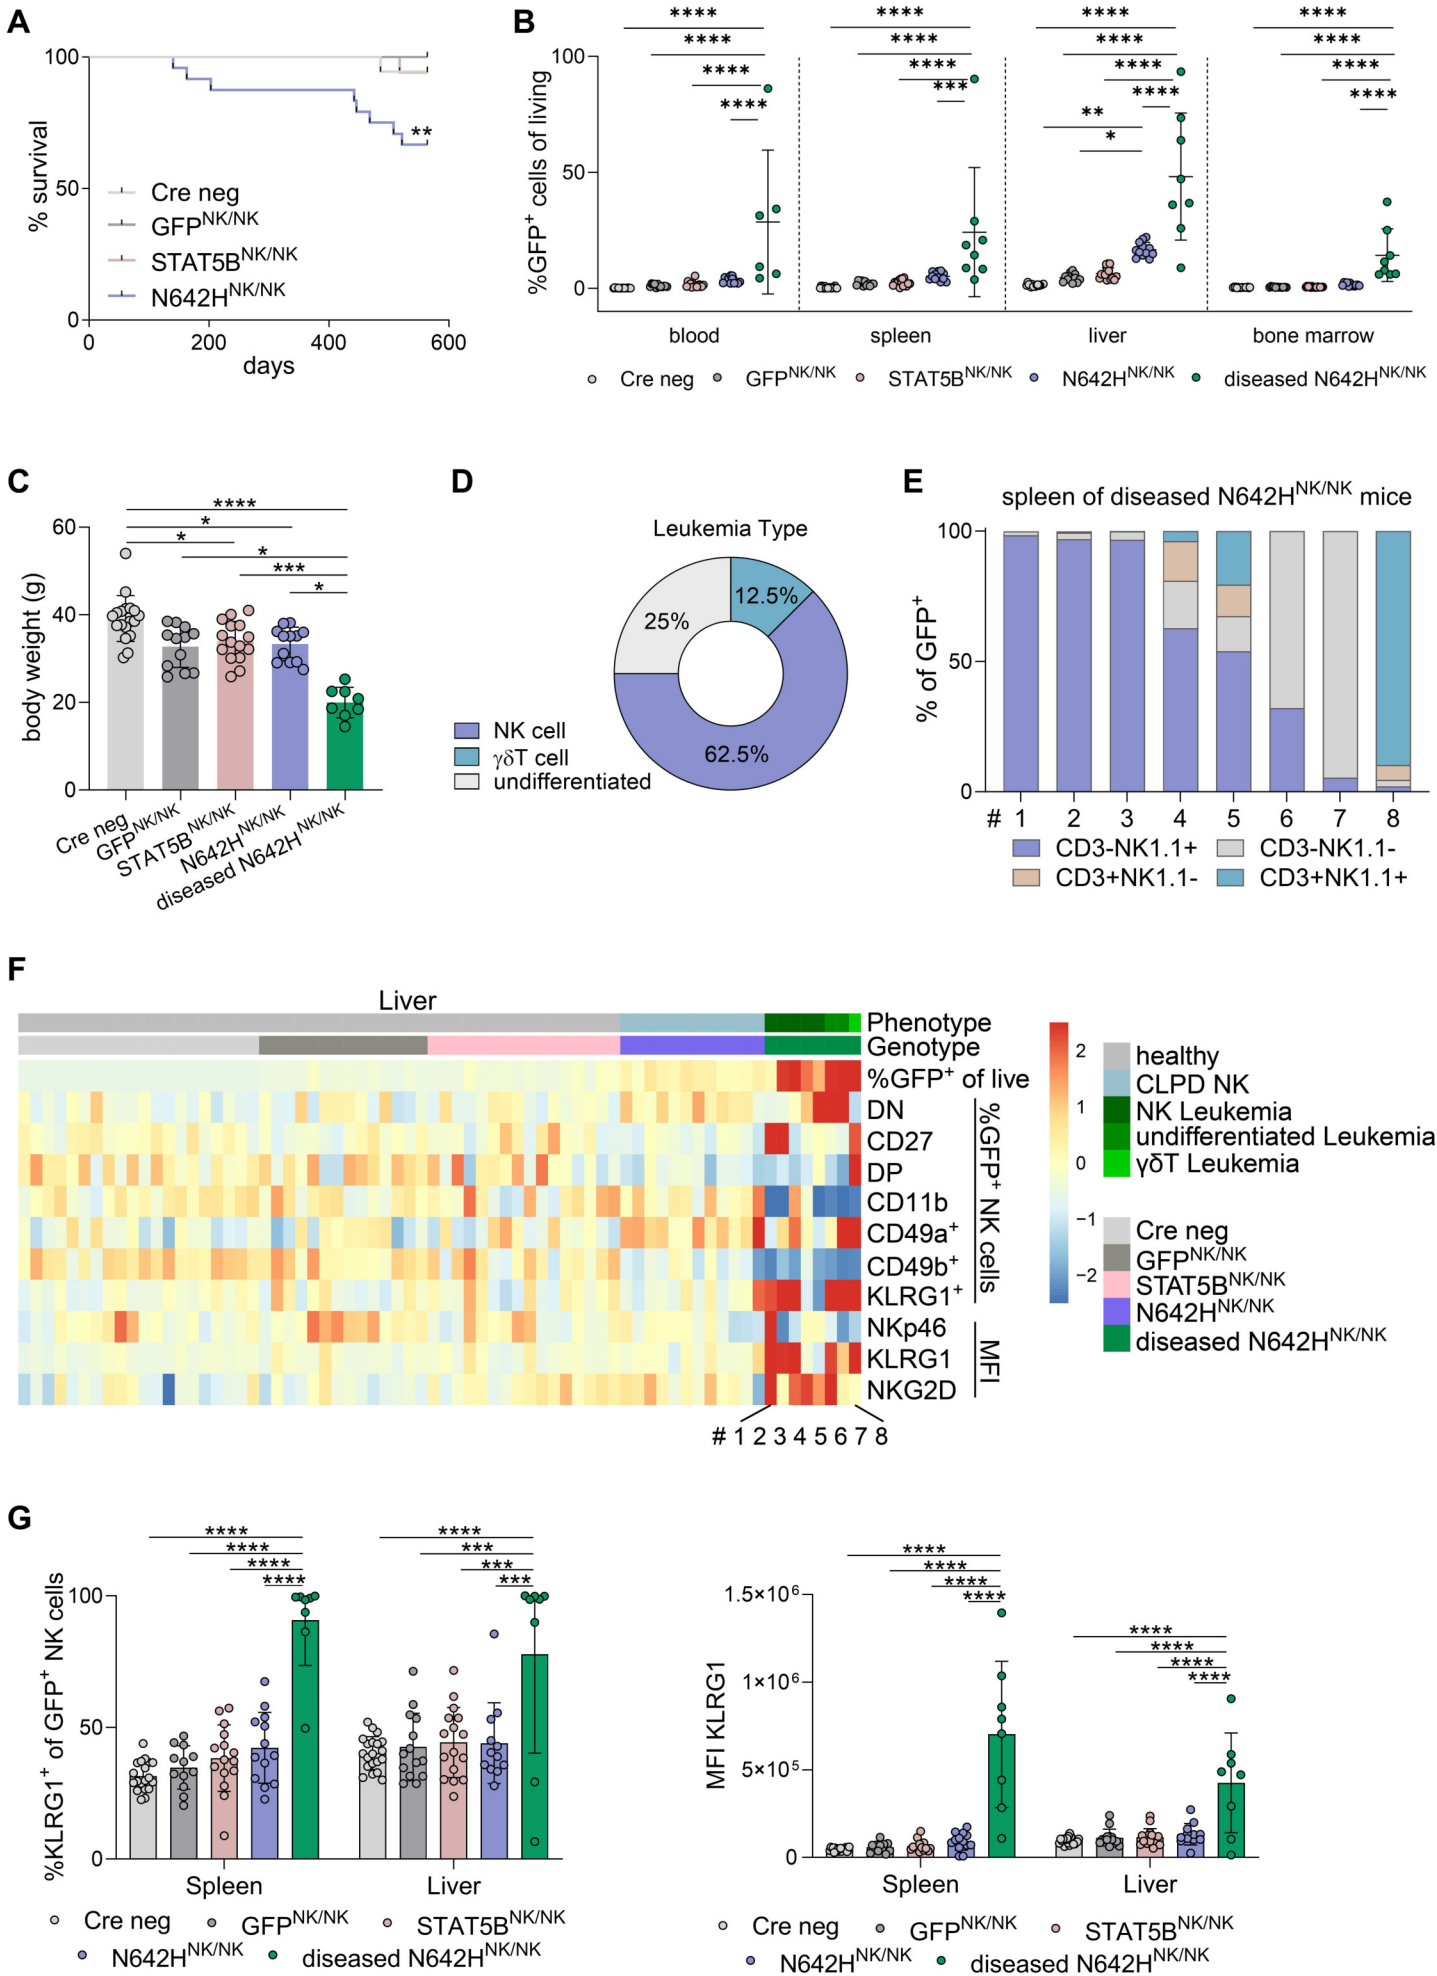 A
100
50
0
% survival
0 200 400 600
days
**
Cre neg
GFP^NK/NK
STAT5B^NK/NK
N642H^NK/NK
B
%GFP⁺ cells of living
100
50
0
**** **** **** ****
**** **** **** ****
**** **** **** ****
**** *** **** ****
**
*
blood spleen liver bone marrow
Cre neg GFP^NK/NK STAT5B^NK/NK N642H^NK/NK diseased N642H^NK/NK
C
body weight (g)
60
40
20
0
****
*
*
*
***
*
Cre neg
GFP^NK/NK
STAT5B^NK/NK
N642H^NK/NK
diseased N642H^NK/NK
D
Leukemia Type
12.5%
25%
62.5%
NK cell
γδT cell
undifferentiated
E
spleen of diseased N642H^NK/NK mice
% of GFP⁺
100
50
0
# 1 2 3 4 5 6 7 8
CD3-NK1.1+ CD3-NK1.1-
CD3+NK1.1- CD3+NK1.1+
F
Liver
Phenotype
Genotype
%GFP⁺ of live
DN
CD27
DP
CD11b
CD49a⁺
CD49b⁺
KLRG1⁺
NKp46
KLRG1
NKG2D
%GFP⁺ NK cells
MFI
# 1 2 3 4 5 6 7 8
2
1
0
−1
−2
healthy
CLPD NK
NK Leukemia
undifferentiated Leukemia
γδT Leukemia
Cre neg
GFP^NK/NK
STAT5B^NK/NK
N642H^NK/NK
diseased N642H^NK/NK
G
%KLRG1⁺ of GFP⁺ NK cells
100
50
0
**** ****
**** ***
**** ***
**** ***
Spleen Liver
Cre neg GFP^NK/NK STAT5B^NK/NK
N642H^NK/NK diseased N642H^NK/NK
MFI KLRG1
1.5×10⁶
1×10⁶
5×10⁵
0
**** ****
**** ****
**** ****
**** ****
Spleen Liver
Cre neg GFP^NK/NK STAT5B^NK/NK
N642H^NK/NK diseased N642H^NK/NK